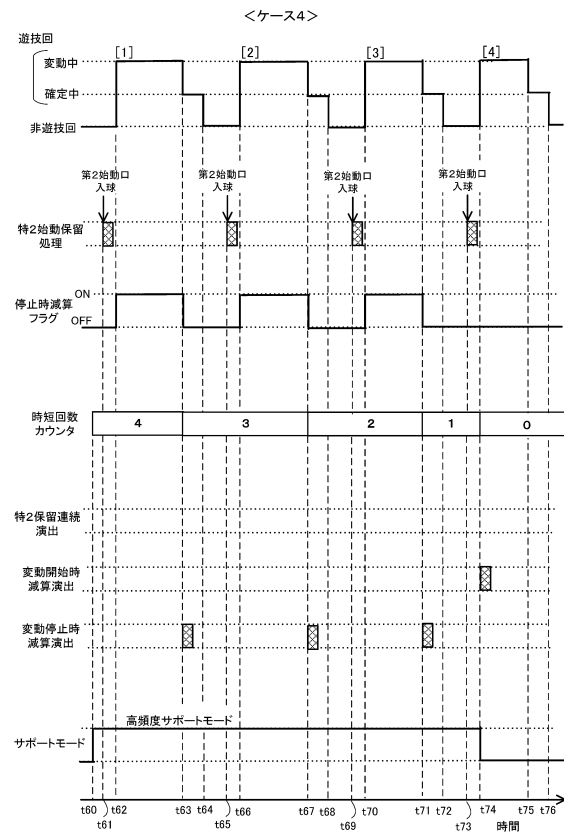 ＜ケース４＞
遊技回
[1] [2] [3] [4]
変動中
確定中
非遊技回
第２始動口
入球
第２始動口
入球
第２始動口
入球
第２始動口
入球
特２始動保留
処理
停止時減算
フラグ
ON
OFF
時短回数
カウンタ
4 3 2 1 0
特２保留連続
演出
変動開始時
減算演出
変動停止時
減算演出
高頻度サポートモード
サポートモード
t60 t62 t63 t64 t66 t67 t68 t70 t71 t72 t74 t75 t76
t61 t65 t69 t73 時間